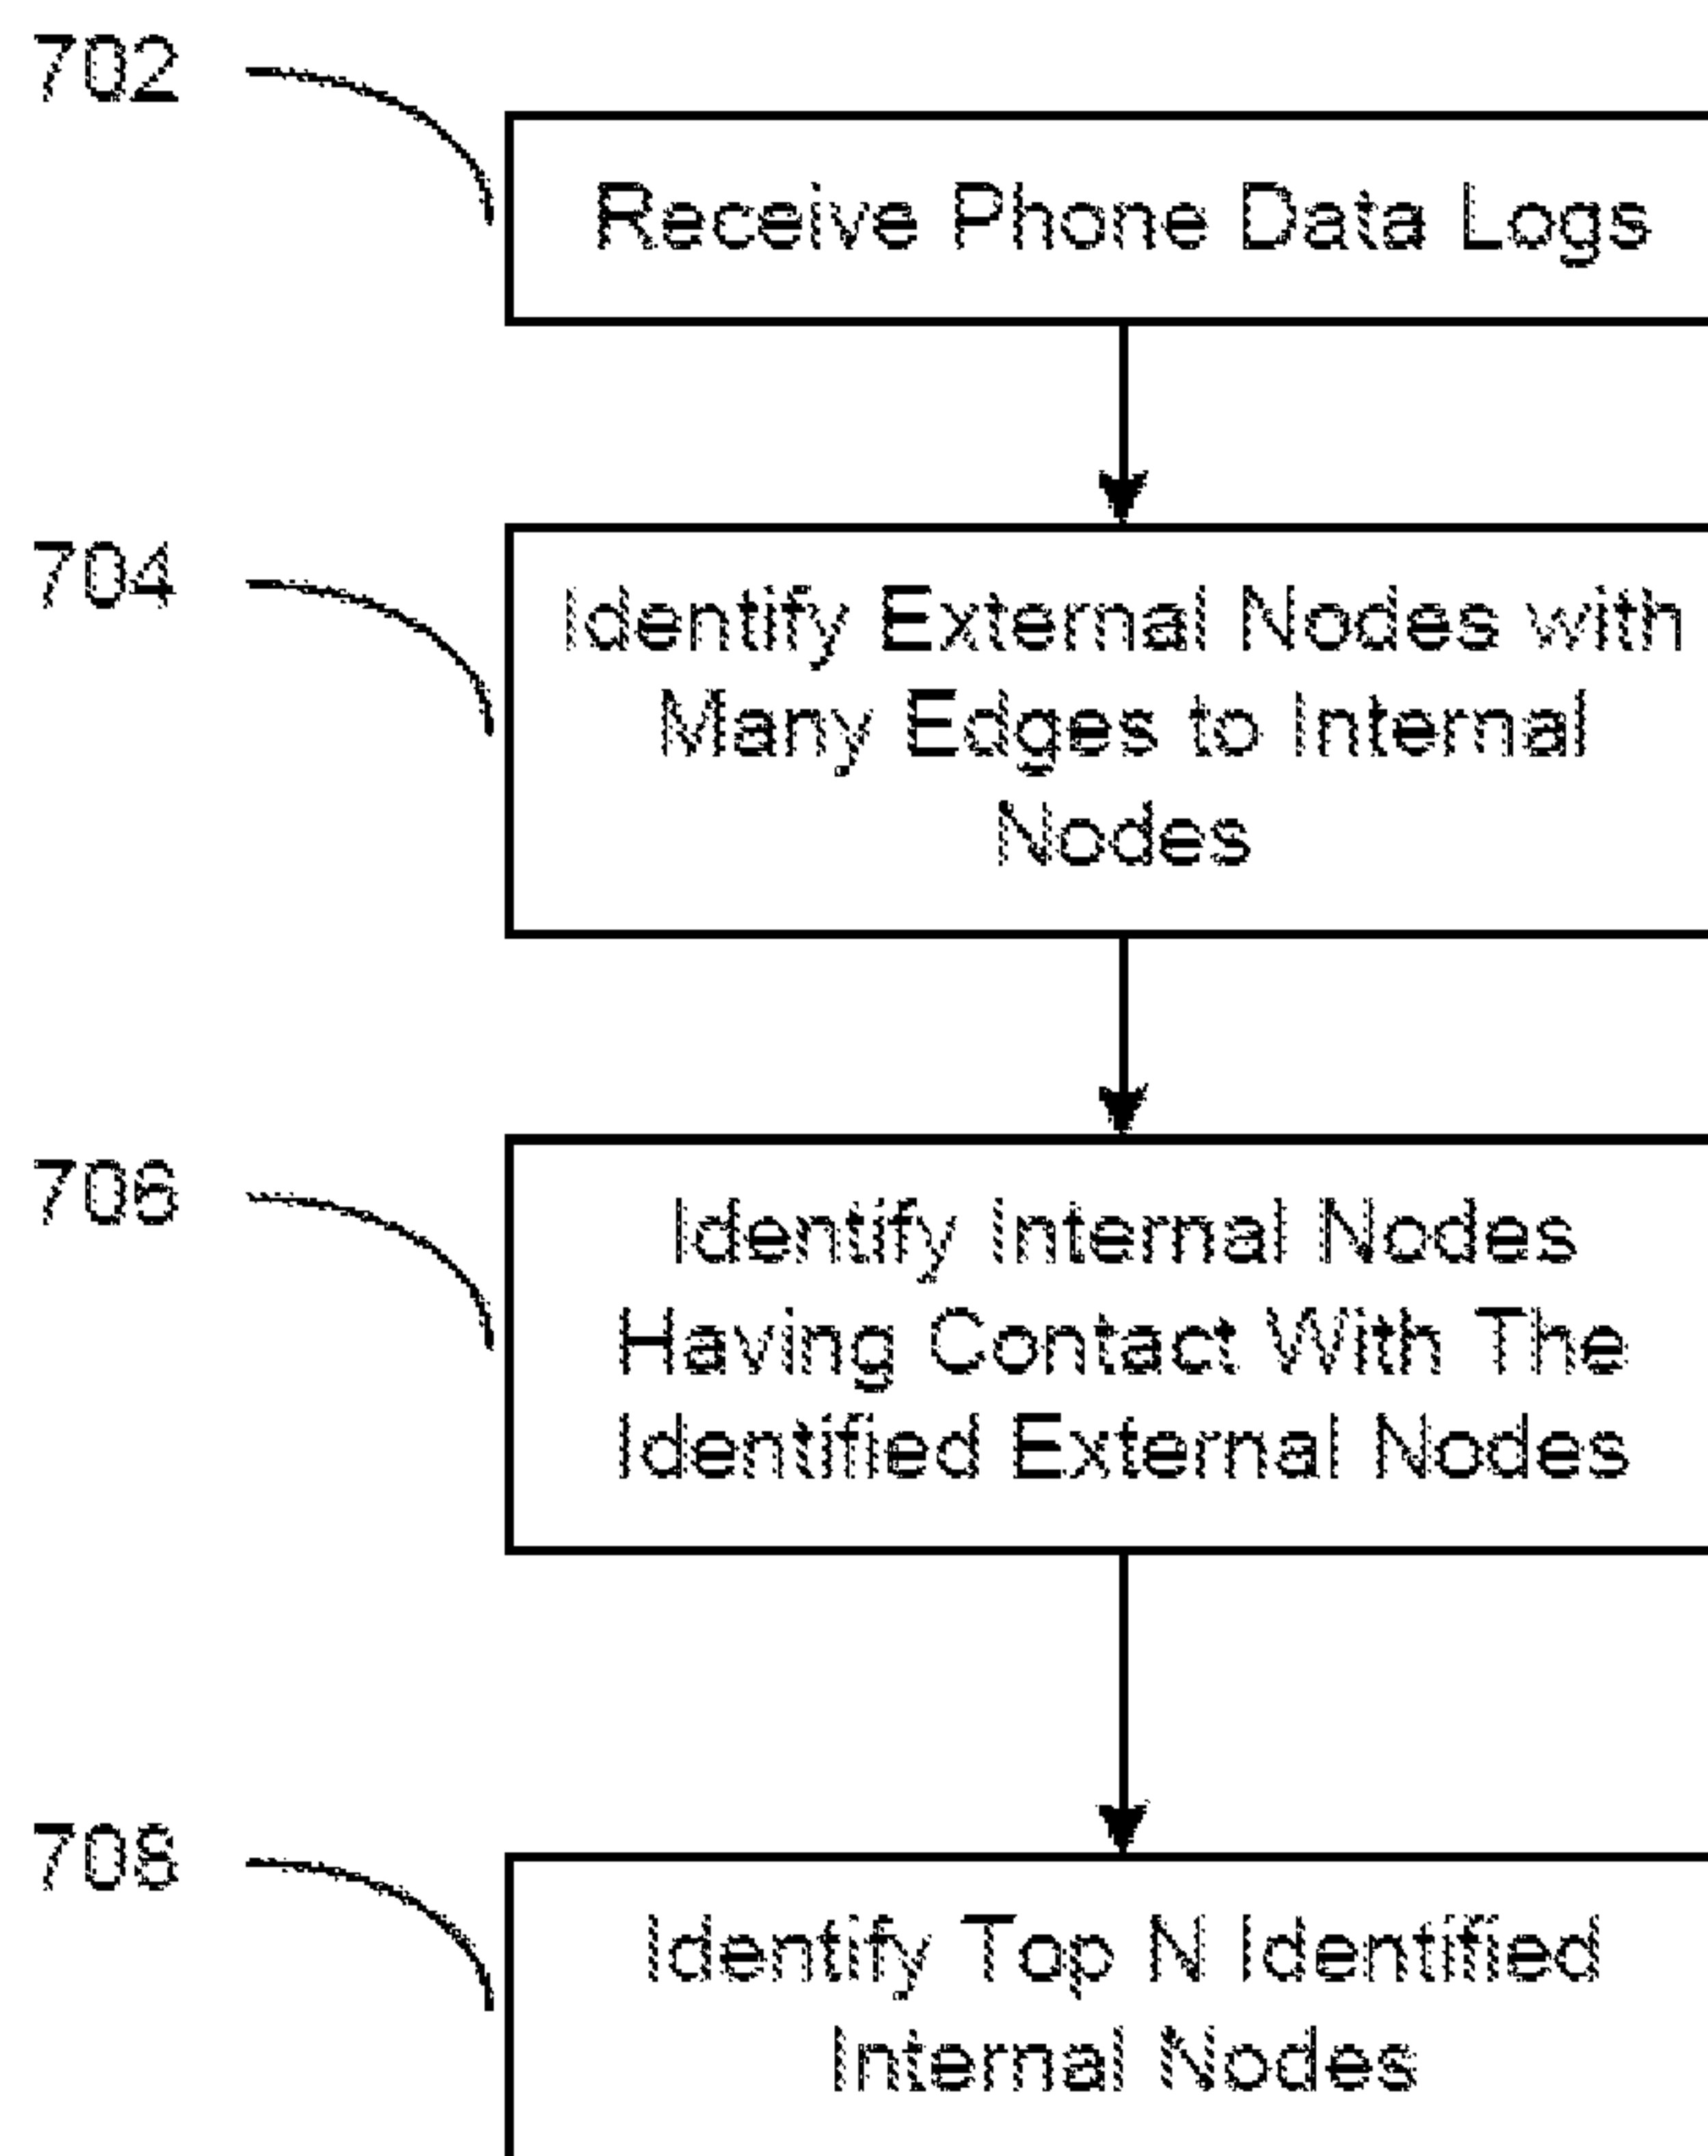 702
Receive Phone Data Logs
704
Identify External Nodes with
Many Edges to Internal
Nodes
706
Identify Internal Nodes
Having Contact With The
Identified External Nodes
708
Identify Top N Identified
Internal Nodes